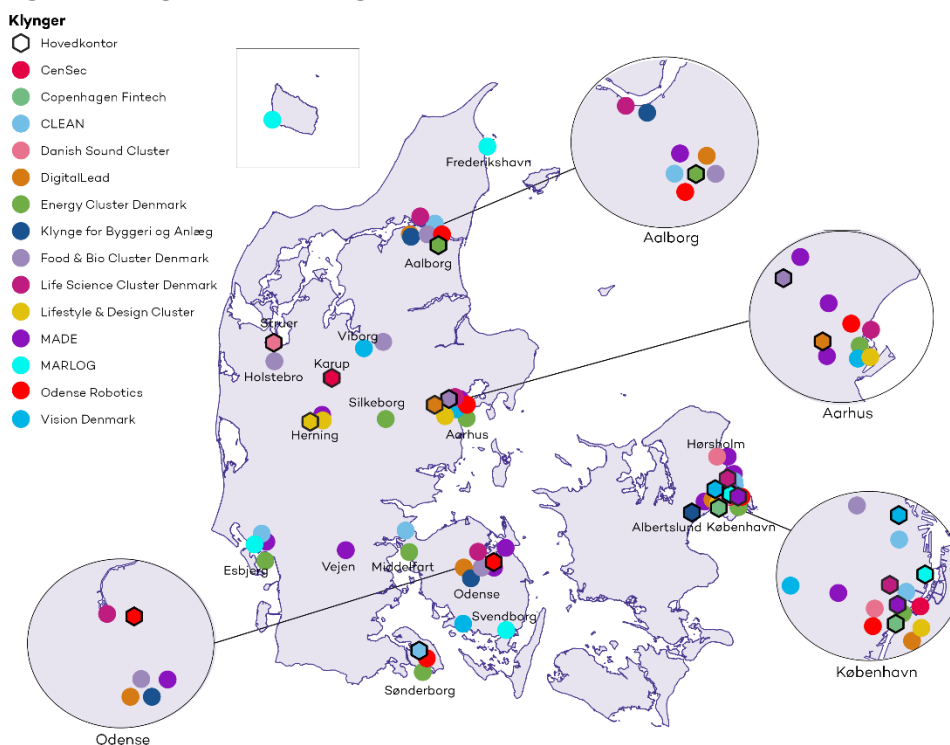 Klynger
Hovedkontor
CenSec
Copenhagen Fintech
CLEAN
Danish Sound Cluster
DigitalLead
Energy Cluster Denmark
Klynge for Byggeri og Anlæg
Food & Bio Cluster Denmark
Life Science Cluster Denmark
Lifestyle & Design Cluster
MADE
MARLOG
Odense Robotics
Vision Denmark
Frederikshavn
Aalborg
Aalborg
Struer
Viborg
Holstebro
Karup
Silkeborg
Herning
Aarhus
Aarhus
Hørsholm
Albertslund
København
Esbjerg
Vejen
Middelfart
Odense
Svendborg
Sønderborg
København
Odense